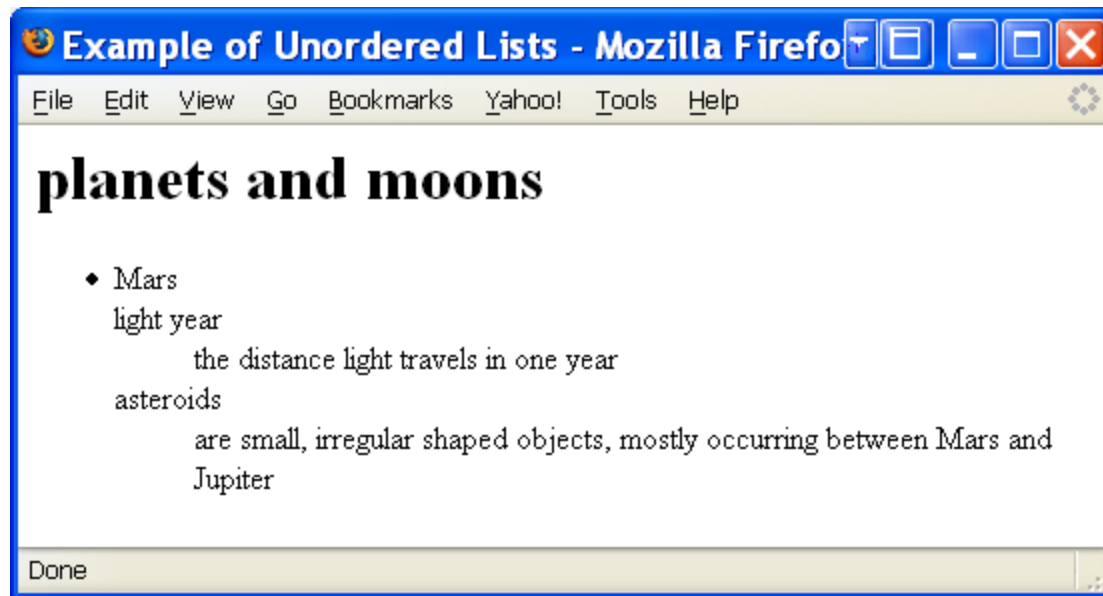 Example of Unordered Lists - Mozilla Firefo
File Edit View Go Bookmarks Yahoo! Tools Help
planets and moons
Mars
light year
the distance light travels in one year
asteroids
are small, irregular shaped objects, mostly occurring between Mars and
Jupiter
Done